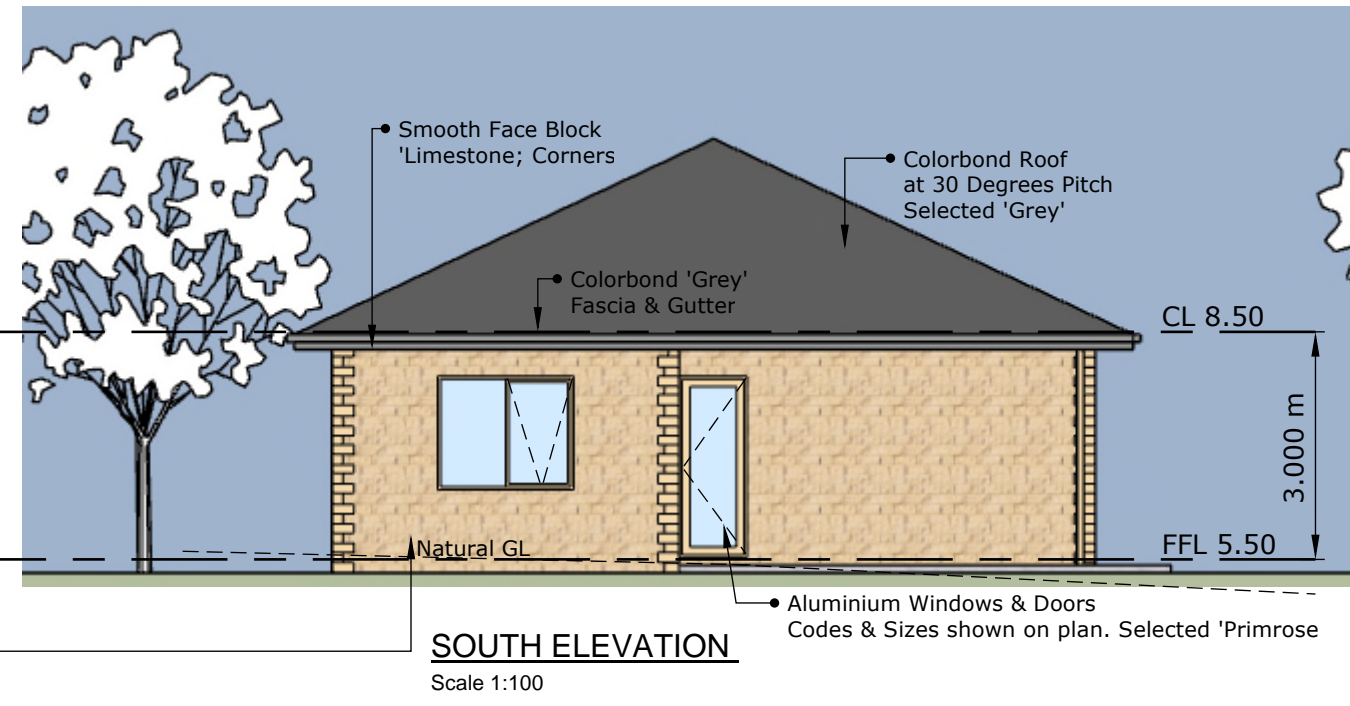 Smooth Face Block
'Limestone; Corners
Colorbond Roof
at 30 Degrees Pitch
Selected 'Grey'
Colorbond 'Grey'
Fascia & Gutter
CL 8.50
3.000 m
Natural GL
FFL 5.50
Aluminium Windows & Doors
Codes & Sizes shown on plan. Selected 'Primrose
SOUTH ELEVATION
Scale 1:100